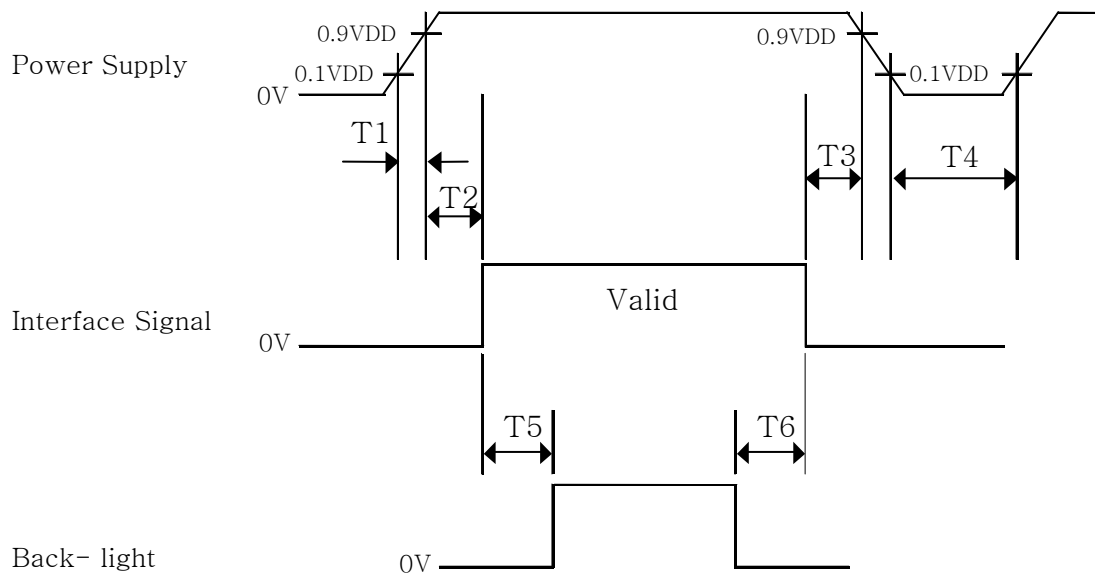 0.9VDD
0.9VDD
Power Supply
0.1VDD
0.1VDD
0V
T1
T3
T4
T2
Valid
Interface Signal
0V
T5
T6
Back- light
0V